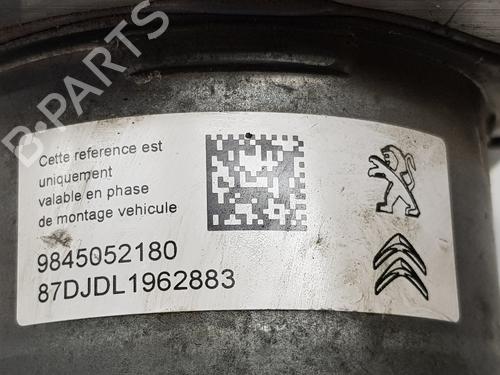 B-PARTS
Cette reference est
uniquement
valable en phase
de montage vehicule
9845052180
87DJDL1962883